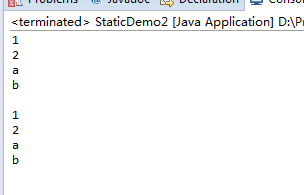 Problems @ Javadoc Declaration
<terminated> StaticDemo2 [Java Application] D:\P
1
2
a
b
1
2
a
b